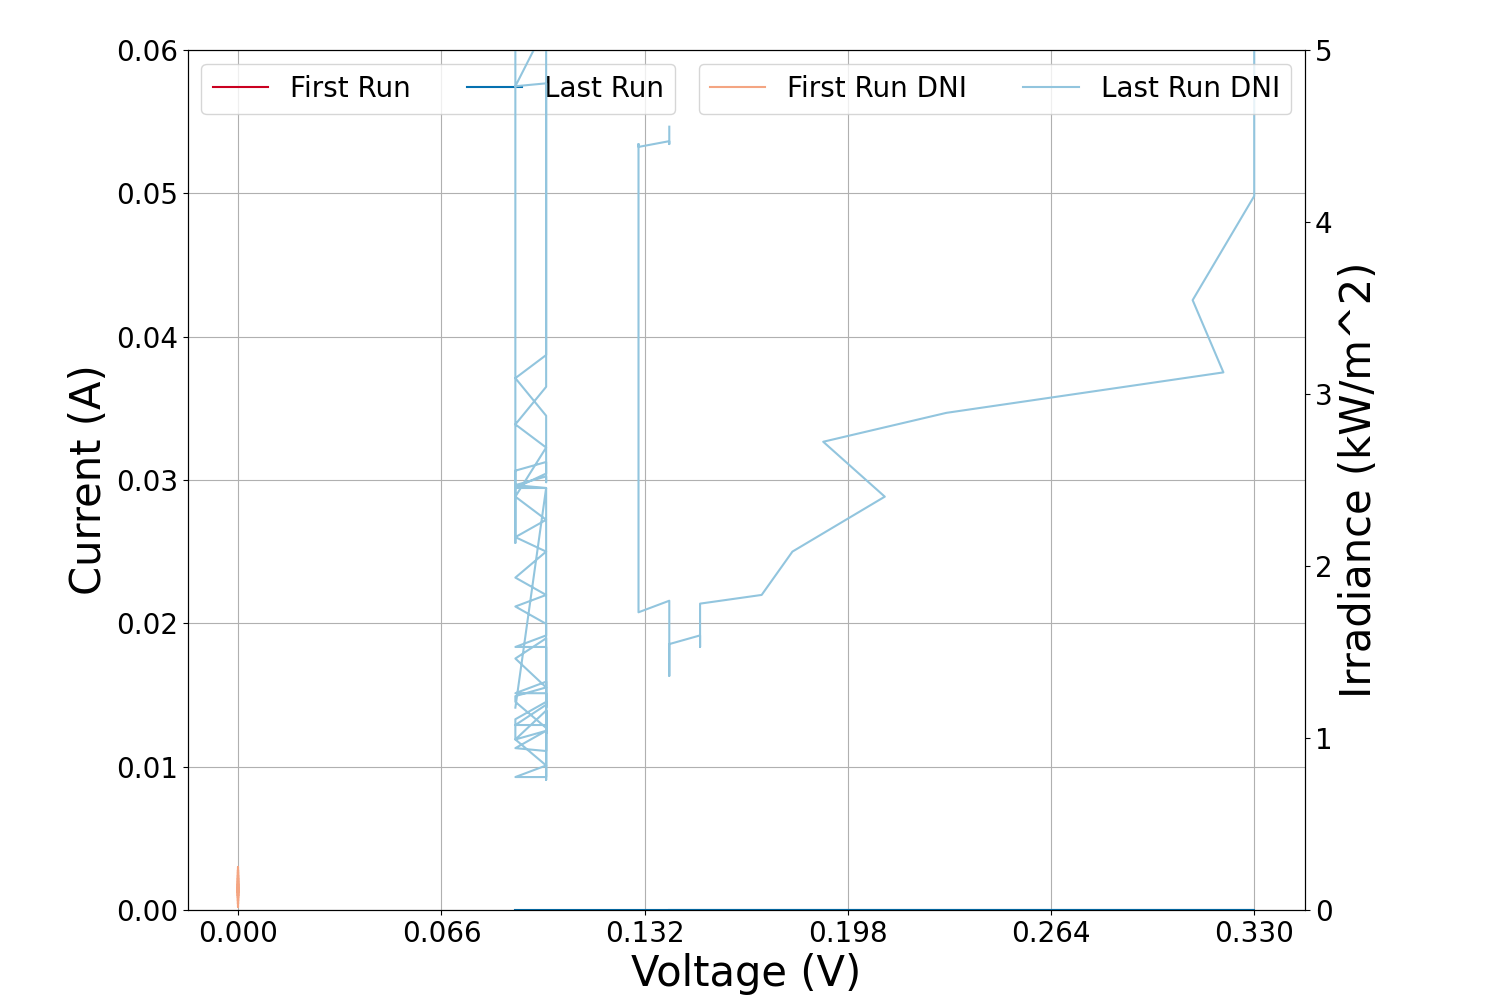 First Run
Last Run
First Run DNI
Last Run DNI
0.06
0.05
0.04
0.03
0.02
0.01
0.00
Current (A)
5
4
3
2
1
0
Irradiance (kW/m^2)
0.000
0.066
0.132
0.198
0.264
0.330
Voltage (V)